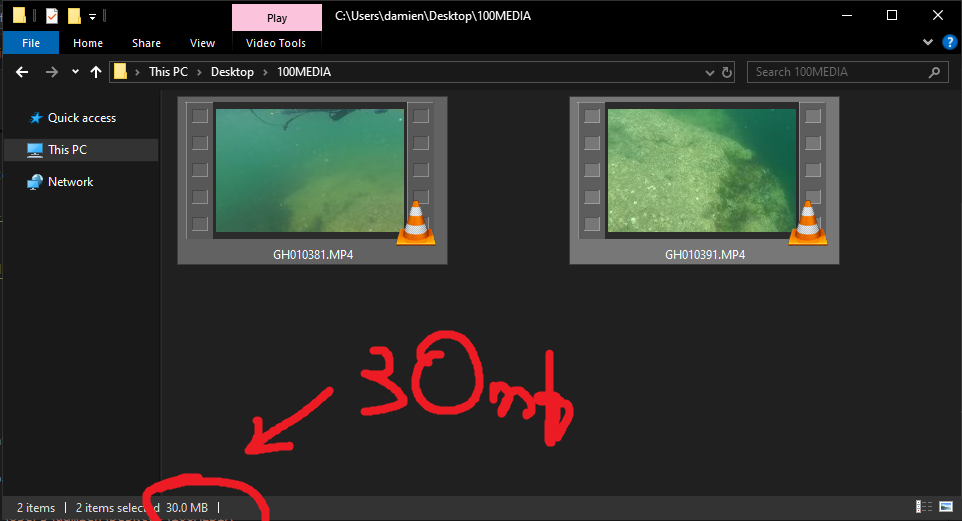 Play
C:\Users\damien\Desktop\100MEDIA
File Home Share View Video Tools
This PC Desktop 100MEDIA
Search 100MEDIA
Quick access
This PC
Network
GH010381.MP4 GH010391.MP4
30mb
2 items 2 items selected 30.0 MB